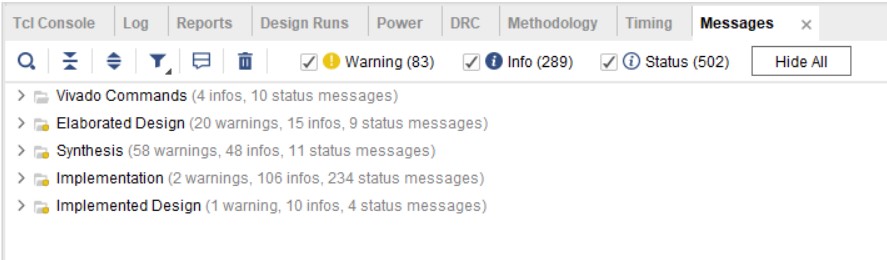 Tcl Console Log Reports Design Runs Power DRC Methodology Timing Messages ×
Warning (83) Info (289) Status (502) Hide All
Vivado Commands (4 infos, 10 status messages)
Elaborated Design (20 warnings, 15 infos, 9 status messages)
Synthesis (58 warnings, 48 infos, 11 status messages)
Implementation (2 warnings, 106 infos, 234 status messages)
Implemented Design (1 warning, 10 infos, 4 status messages)